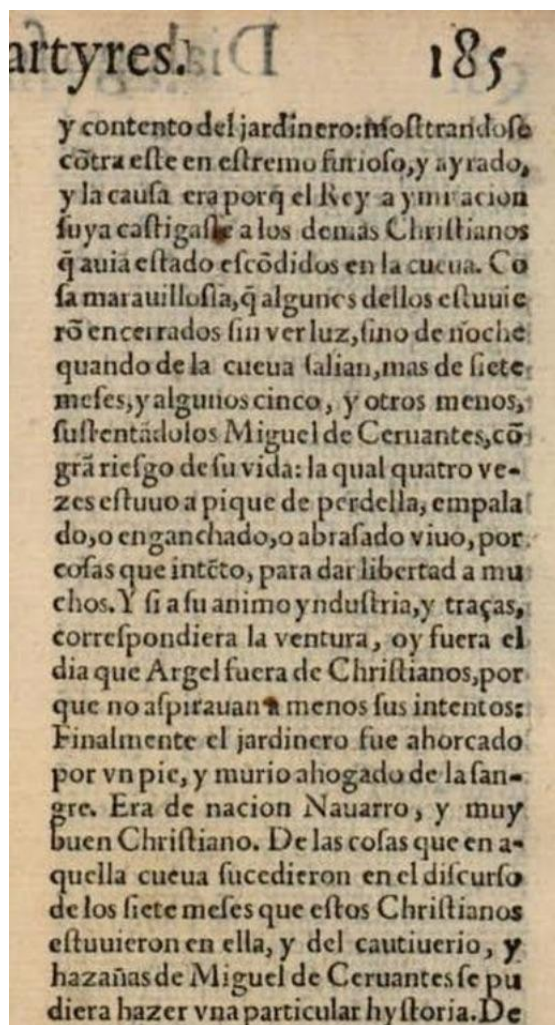 artyres. 185
y contento del jardinero: mostrandose
cõtra este en estremo furioso, y ayrado,
y la causa era porq̃ el Rey a ymitacion
suya castigasse a los demas Christianos
q̃ auia estado escõdidos en la cueua. Co
sa marauillosia, q̃ algunos dellos estuuie
rõ encerrados sin ver luz, sino de noche
quando de la cueua salian, mas de siete
meses, y algunos cinco, y otros menos,
sustentãdolos Miguel de Ceruantes, cõ
grã riesgo de su vida: la qual quatro ve-
zes estuuo a pique de perdella, empala
do, o enganchado, o abrasado viuo, por
cosas que intẽto, para dar libertad a mu
chos. Y si a su animo yndustria, y traças,
correspondiera la ventura, oy fuera el
dia que Argel fuera de Christianos, por
que no aspirauan a menos sus intentos:
Finalmente el jardinero fue ahorcado
por vn pie, y murio ahogado de la san-
gre. Era de nacion Nauarro, y muy
buen Christiano. De las cosas que en a-
quella cueua sucedieron en el discurso
de los siete meses que estos Christianos
estuuieron en ella, y del cautiuerio, y
hazañas de Miguel de Ceruantes se pu
diera hazer vna particular hystoria. De